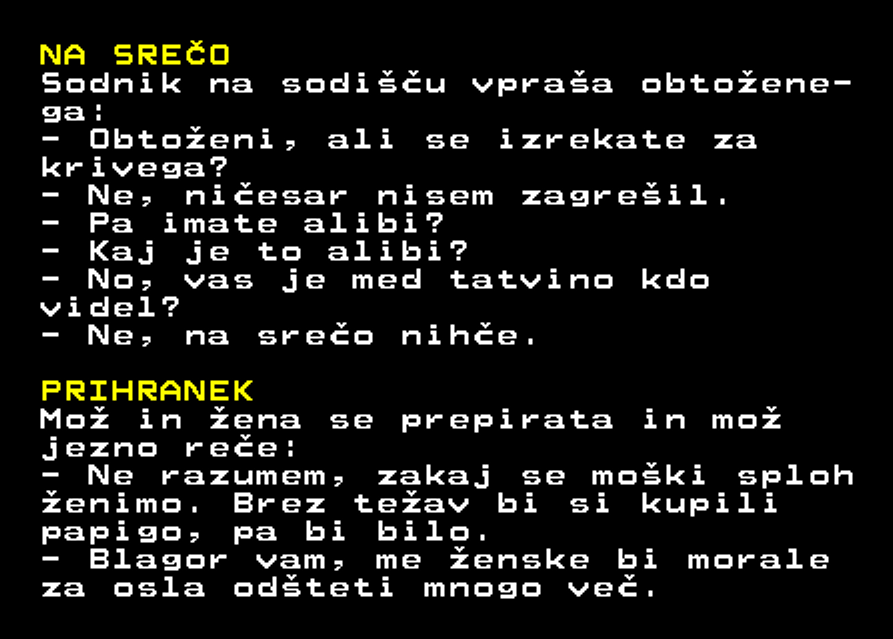 NA SREČO
Sodnik na sodišču vpraša obtožene-
ga:
- Obtoženi, ali se izrekate za
krivega?
- Ne, ničesar nisem zagrešil.
- Pa imate alibi?
- Kaj je to alibi?
- No, vas je med tatvino kdo
videl?
- Ne, na srečo nihče.
PRIHRANEK
Mož in žena se prepirata in mož
jezno reče:
- Ne razumem, zakaj se moški sploh
ženimo. Brez težav bi si kupili
papigo, pa bi bilo.
- Blagor vam, me ženske bi morale
za osla odšteti mnogo več.